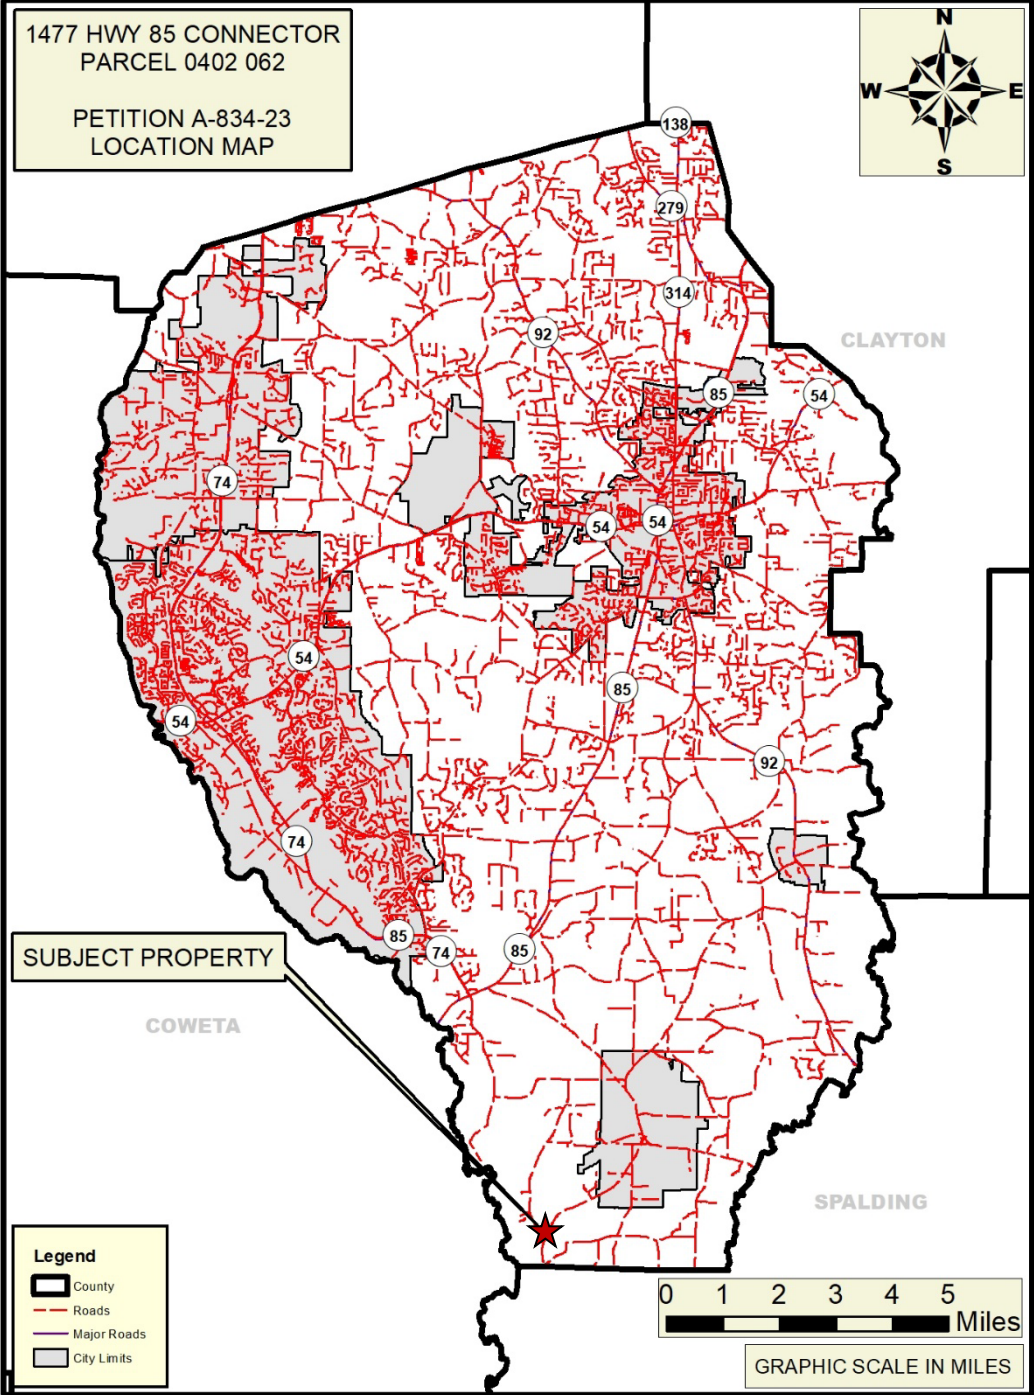 1477 HWY 85 CONNECTOR
PARCEL 0402 062
PETITION A-834-23
LOCATION MAP
N
W
E
S
138
279
314
92
CLAYTON
85
54
74
54
54
54
85
54
92
74
85
74
85
SUBJECT PROPERTY
COWETA
SPALDING
Legend
County
Roads
Major Roads
City Limits
0 1 2 3 4 5
Miles
GRAPHIC SCALE IN MILES